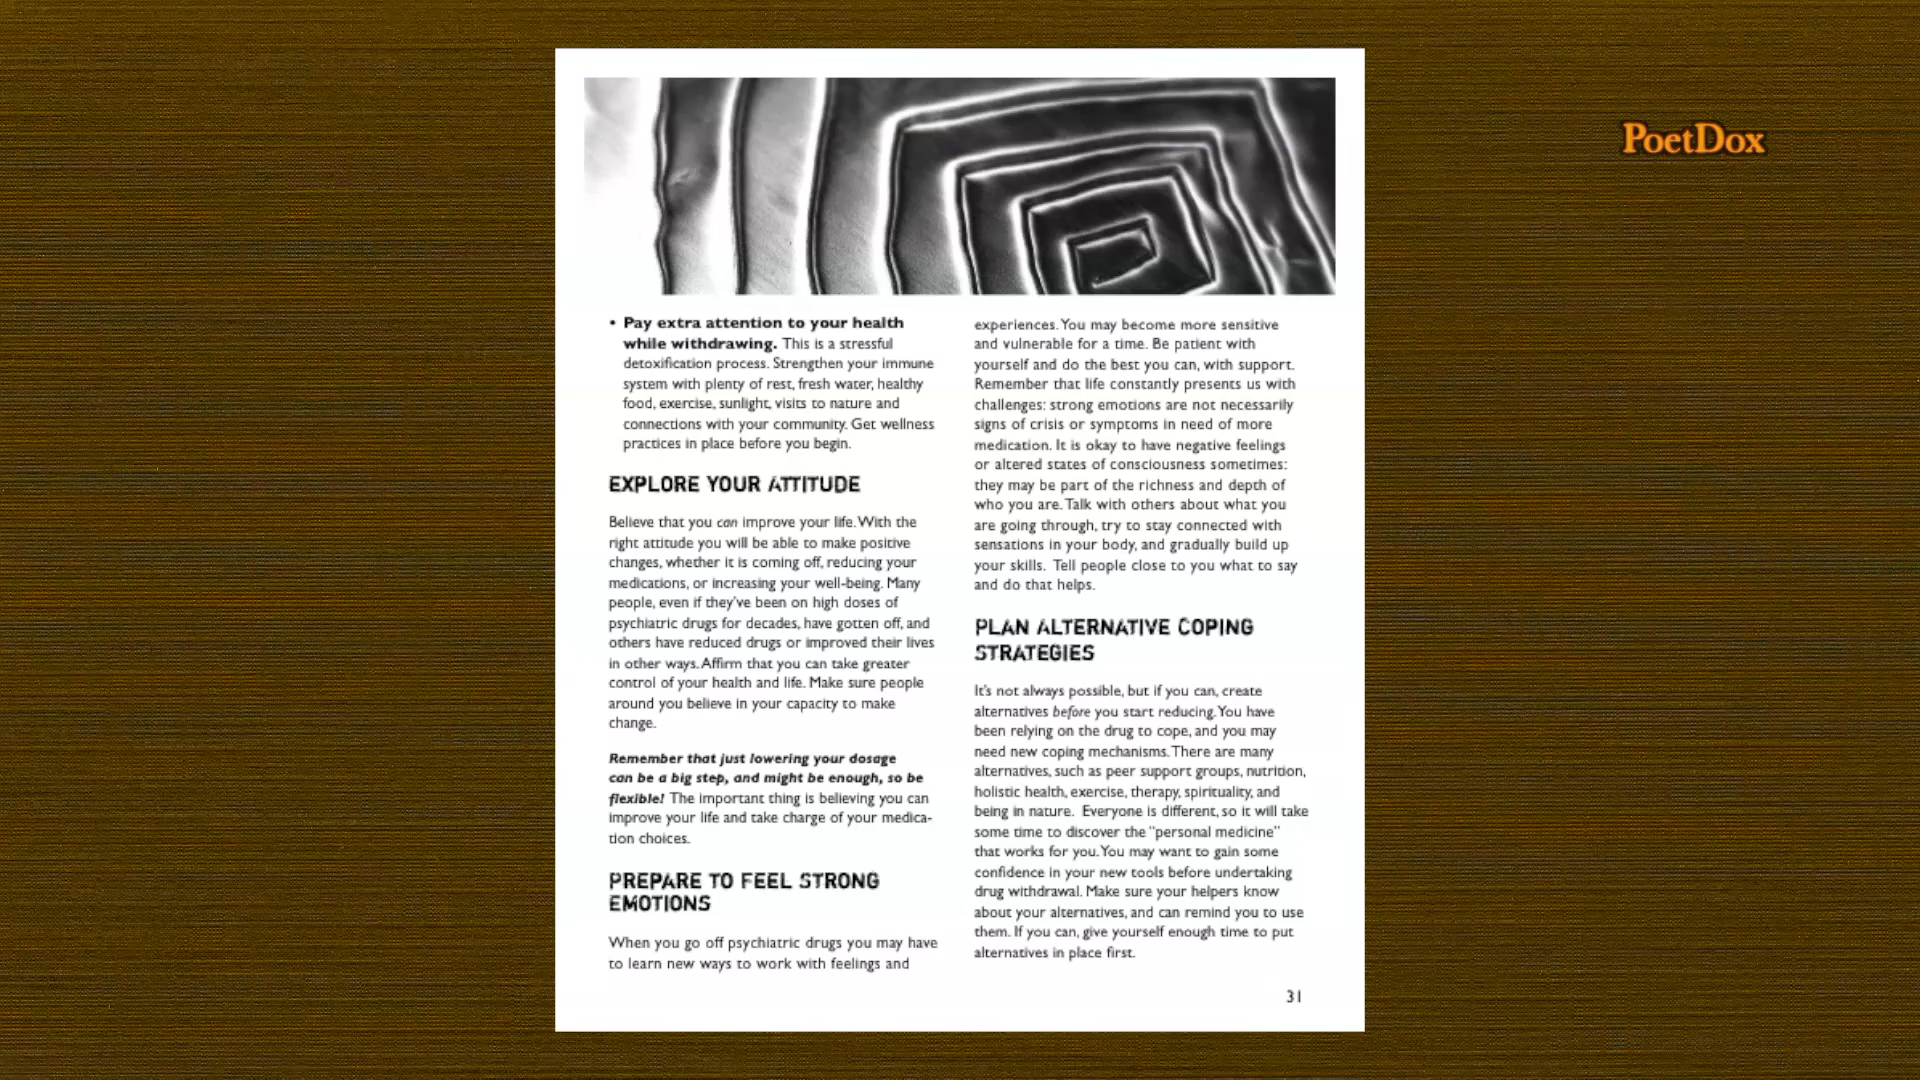 PoetDox
• Pay extra attention to your health
while withdrawing. This is a stressful
detoxification process. Strengthen your immune
system with plenty of rest, fresh water, healthy
food, exercise, sunlight, visits to nature and
connections with your community. Get wellness
practices in place before you begin.
EXPLORE YOUR ATTITUDE
Believe that you can improve your life. With the
right attitude you will be able to make positive
changes, whether it is coming off, reducing your
medications, or increasing your well-being. Many
people, even if they've been on high doses of
psychiatric drugs for decades, have gotten off, and
others have reduced drugs or improved their lives
in other ways. Affirm that you can take greater
control of your health and life. Make sure people
around you believe in your capacity to make
change.
Remember that just lowering your dosage
can be a big step, and might be enough, so be
flexible! The important thing is believing you can
improve your life and take charge of your medica-
tion choices.
PREPARE TO FEEL STRONG
EMOTIONS
When you go off psychiatric drugs you may have
to learn new ways to work with feelings and
experiences. You may become more sensitive
and vulnerable for a time. Be patient with
yourself and do the best you can, with support.
Remember that life constantly presents us with
challenges: strong emotions are not necessarily
signs of crisis or symptoms in need of more
medication. It is okay to have negative feelings
or altered states of consciousness sometimes:
they may be part of the richness and depth of
who you are. Talk with others about what you
are going through, try to stay connected with
sensations in your body, and gradually build up
your skills. Tell people close to you what to say
and do that helps.
PLAN ALTERNATIVE COPING
STRATEGIES
It's not always possible, but if you can, create
alternatives before you start reducing. You have
been relying on the drug to cope, and you may
need new coping mechanisms. There are many
alternatives, such as peer support groups, nutrition,
holistic health, exercise, therapy, spirituality, and
being in nature. Everyone is different, so it will take
some time to discover the "personal medicine"
that works for you. You may want to gain some
confidence in your new tools before undertaking
drug withdrawal. Make sure your helpers know
about your alternatives, and can remind you to use
them. If you can, give yourself enough time to put
alternatives in place first.
31